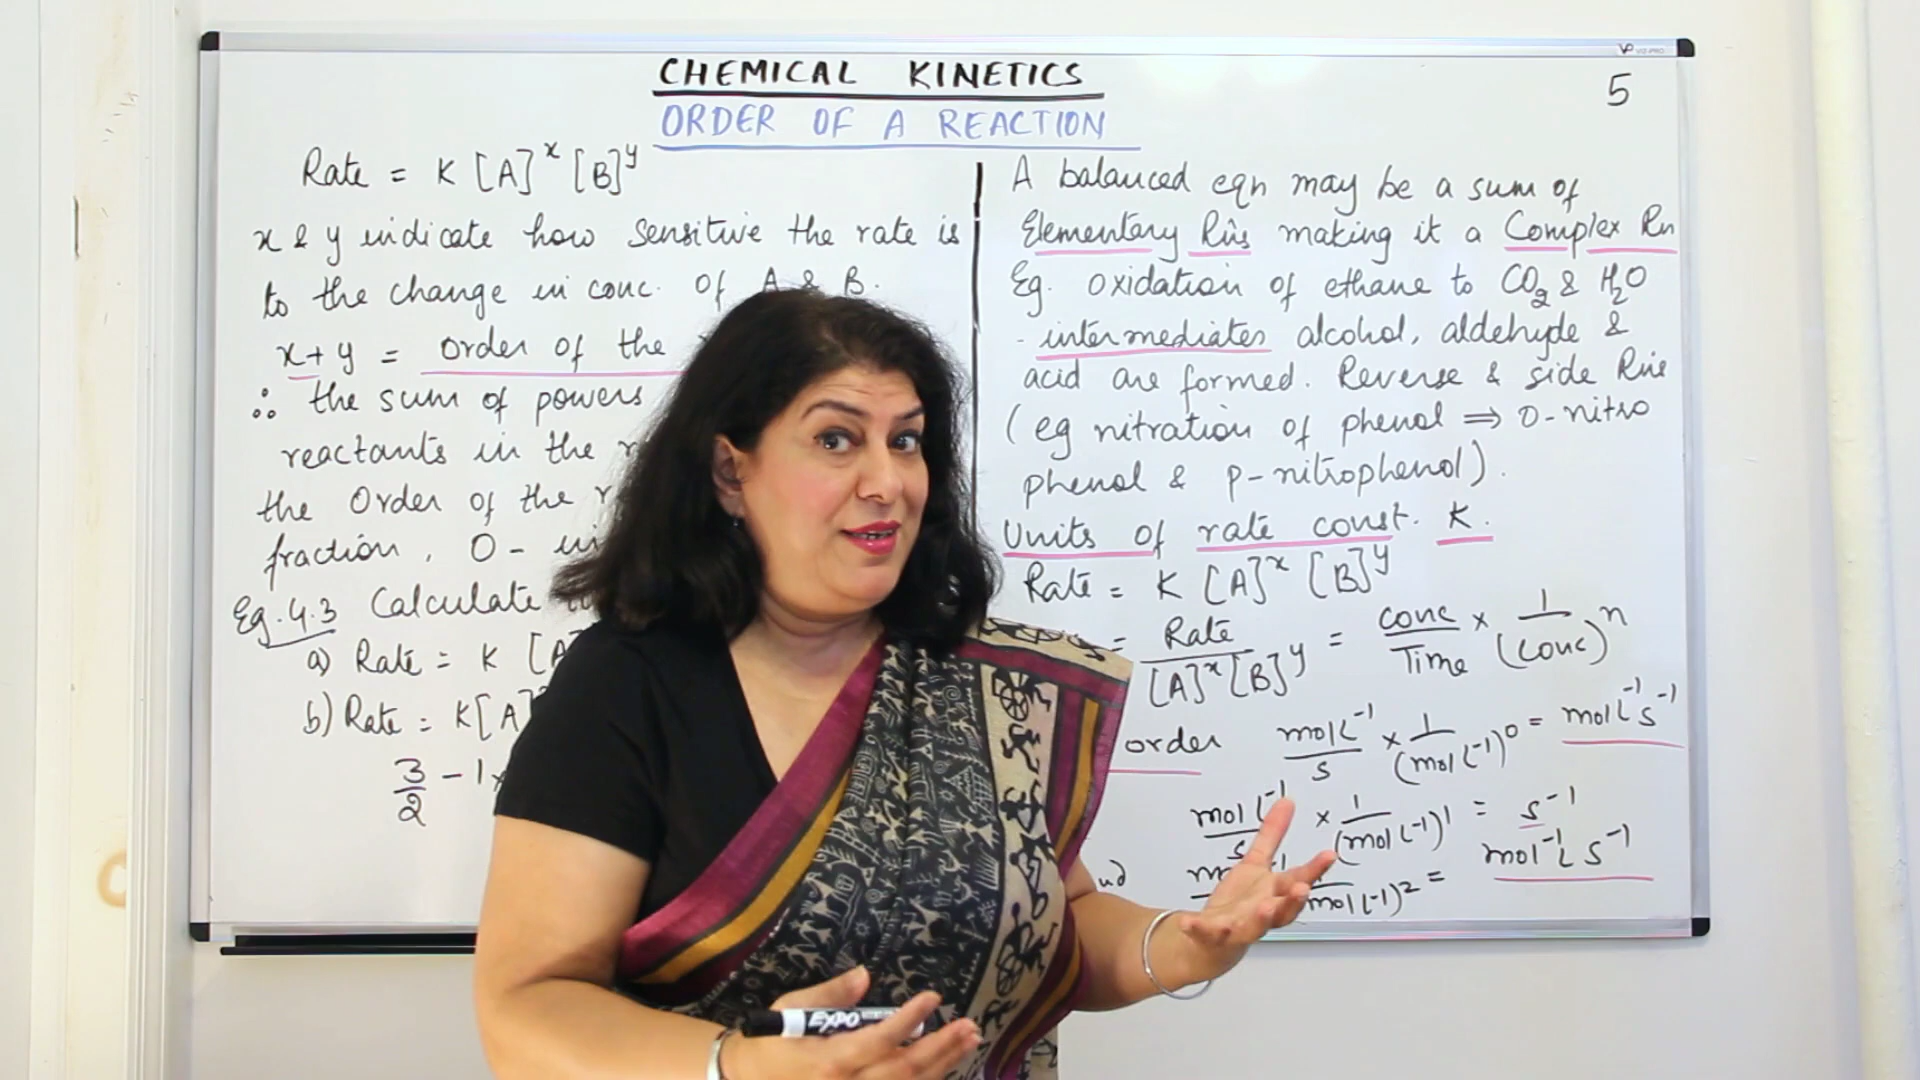 VIZ-PRO
CHEMICAL KINETICS
5
ORDER OF A REACTION
Rate = K [A]ˣ [B]ʸ
x & y indicate how sensitive the rate is
to the change in conc. of A & B.
x+y = order of the
∴ the sum of powers
reactants in the r
the Order of the r
fraction, 0 - in
Eg. 4.3 Calculate
a) Rate = K [A]
b) Rate = K[A]
3/2 - 1
A balanced eqn may be a sum of
Elementary Rns making it a Complex Rn
Eg. oxidation of ethane to CO₂ & H₂O
- intermediates alcohol, aldehyde &
acid are formed. Reverse & side Rns
(eg nitration of phenol ⇒ o-nitro
phenol & p-nitrophenol).
Units of rate const. K.
Rate = K [A]ˣ [B]ʸ
= Rate/[A]ˣ[B]ʸ = conc/Time × 1/(conc)ⁿ
order mol L⁻¹/s × 1/(mol L⁻¹)⁰ = mol L⁻¹ s⁻¹
mol L⁻¹/s × 1/(mol L⁻¹)¹ = s⁻¹
nd mol L⁻¹)² = mol⁻¹ L s⁻¹
EXPO